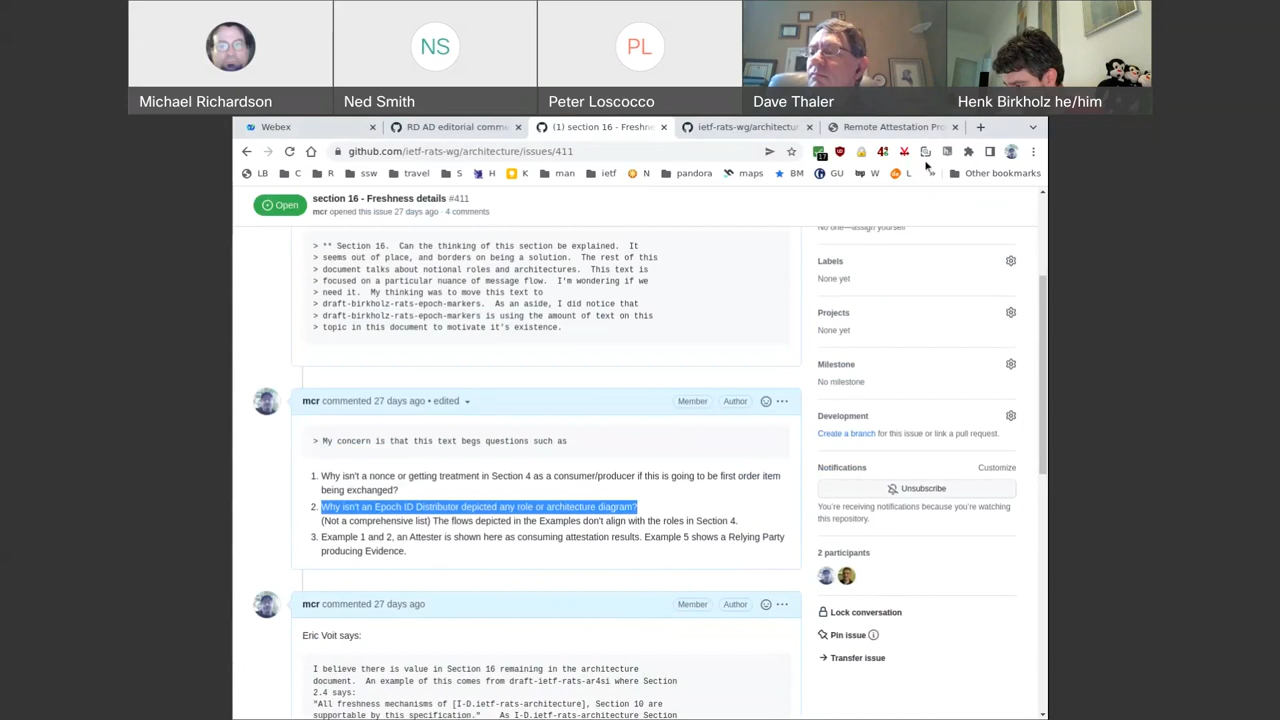 NS
PL
Michael Richardson
Ned Smith
Peter Loscocco
Dave Thaler
Henk Birkholz he/him
Webex
RD AD editorial comme
(1) section 16 - Freshne
ietf-rats-wg/architectu
Remote Attestation Pro
github.com/ietf-rats-wg/architecture/issues/411
17
LB
C
R
ssw
travel
S
H
K
man
ietf
N
pandora
maps
BM
GU
W
L
Other bookmarks
Open
section 16 - Freshness details #411
mcr opened this issue 27 days ago · 4 comments
No one—assign yourself
> ** Section 16.  Can the thinking of this section be explained.  It
> seems out of place, and borders on being a solution.  The rest of this
> document talks about notional roles and architectures.  This text is
> focused on a particular nuance of message flow.  I'm wondering if we
> need it.  My thinking was to move this text to
> draft-birkholz-rats-epoch-markers.  As an aside, I did notice that
> draft-birkholz-rats-epoch-markers is using the amount of text on this
> topic in this document to motivate it's existence.
mcr commented 27 days ago • edited
Member
Author
> My concern is that this text begs questions such as
1. Why isn't a nonce or getting treatment in Section 4 as a consumer/producer if this is going to be first order item
being exchanged?
2. Why isn't an Epoch ID Distributor depicted any role or architecture diagram?
(Not a comprehensive list) The flows depicted in the Examples don't align with the roles in Section 4.
3. Example 1 and 2, an Attester is shown here as consuming attestation results. Example 5 shows a Relying Party
producing Evidence.
mcr commented 27 days ago
Member
Author
Eric Voit says:
I believe there is value in Section 16 remaining in the architecture
document.  An example of this comes from draft-ietf-rats-ar4si where Section
2.4 says:
"All freshness mechanisms of [I-D.ietf-rats-architecture], Section 10 are
supportable by this specification."   As I-D.ietf-rats-architecture Section
Labels
None yet
Projects
None yet
Milestone
No milestone
Development
Create a branch for this issue or link a pull request.
Notifications
Customize
Unsubscribe
You're receiving notifications because you're watching
this repository.
2 participants
Lock conversation
Pin issue
Transfer issue